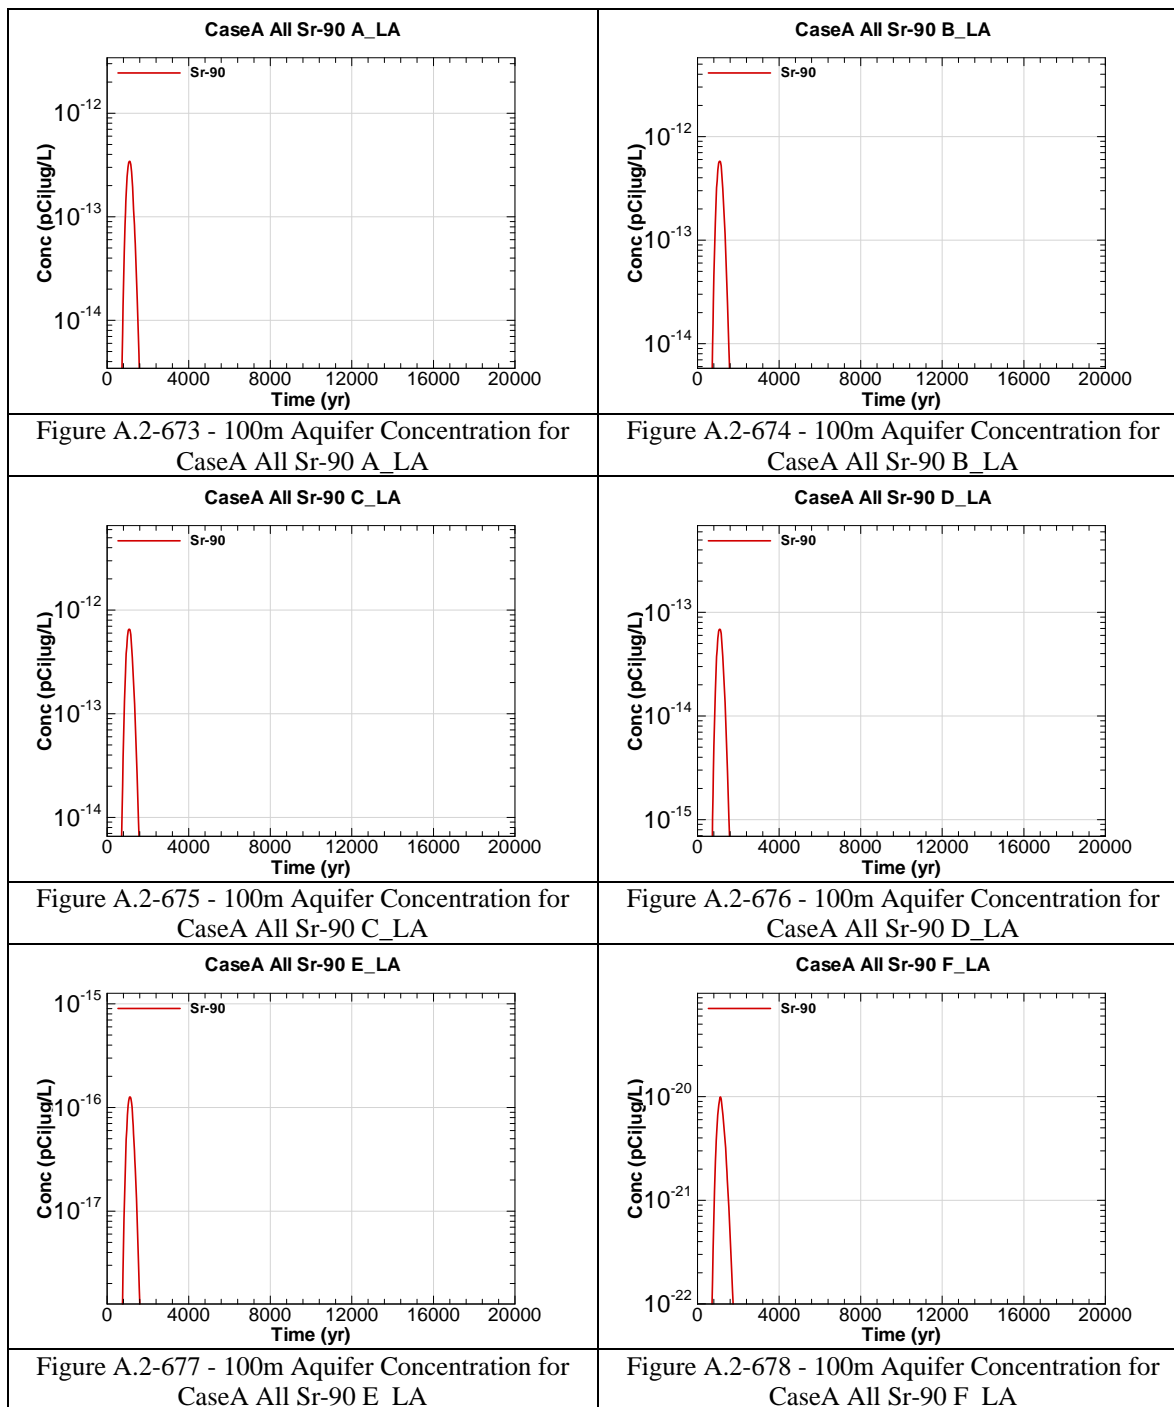 CaseA All Sr-90 A_LA
Sr-90
10-12
10-13
10-14
Conc (pCi|ug/L)
0 4000 8000 12000 16000 20000
Time (yr)
Figure A.2-673 - 100m Aquifer Concentration for
CaseA All Sr-90 A_LA
CaseA All Sr-90 B_LA
Sr-90
10-12
10-13
10-14
Conc (pCi|ug/L)
0 4000 8000 12000 16000 20000
Time (yr)
Figure A.2-674 - 100m Aquifer Concentration for
CaseA All Sr-90 B_LA
CaseA All Sr-90 C_LA
Sr-90
10-12
10-13
10-14
Conc (pCi|ug/L)
0 4000 8000 12000 16000 20000
Time (yr)
Figure A.2-675 - 100m Aquifer Concentration for
CaseA All Sr-90 C_LA
CaseA All Sr-90 D_LA
Sr-90
10-13
10-14
10-15
Conc (pCi|ug/L)
0 4000 8000 12000 16000 20000
Time (yr)
Figure A.2-676 - 100m Aquifer Concentration for
CaseA All Sr-90 D_LA
CaseA All Sr-90 E_LA
Sr-90
10-15
10-16
10-17
Conc (pCi|ug/L)
0 4000 8000 12000 16000 20000
Time (yr)
Figure A.2-677 - 100m Aquifer Concentration for
CaseA All Sr-90 E_LA
CaseA All Sr-90 F_LA
Sr-90
10-20
10-21
10-22
Conc (pCi|ug/L)
0 4000 8000 12000 16000 20000
Time (yr)
Figure A.2-678 - 100m Aquifer Concentration for
CaseA All Sr-90 F_LA